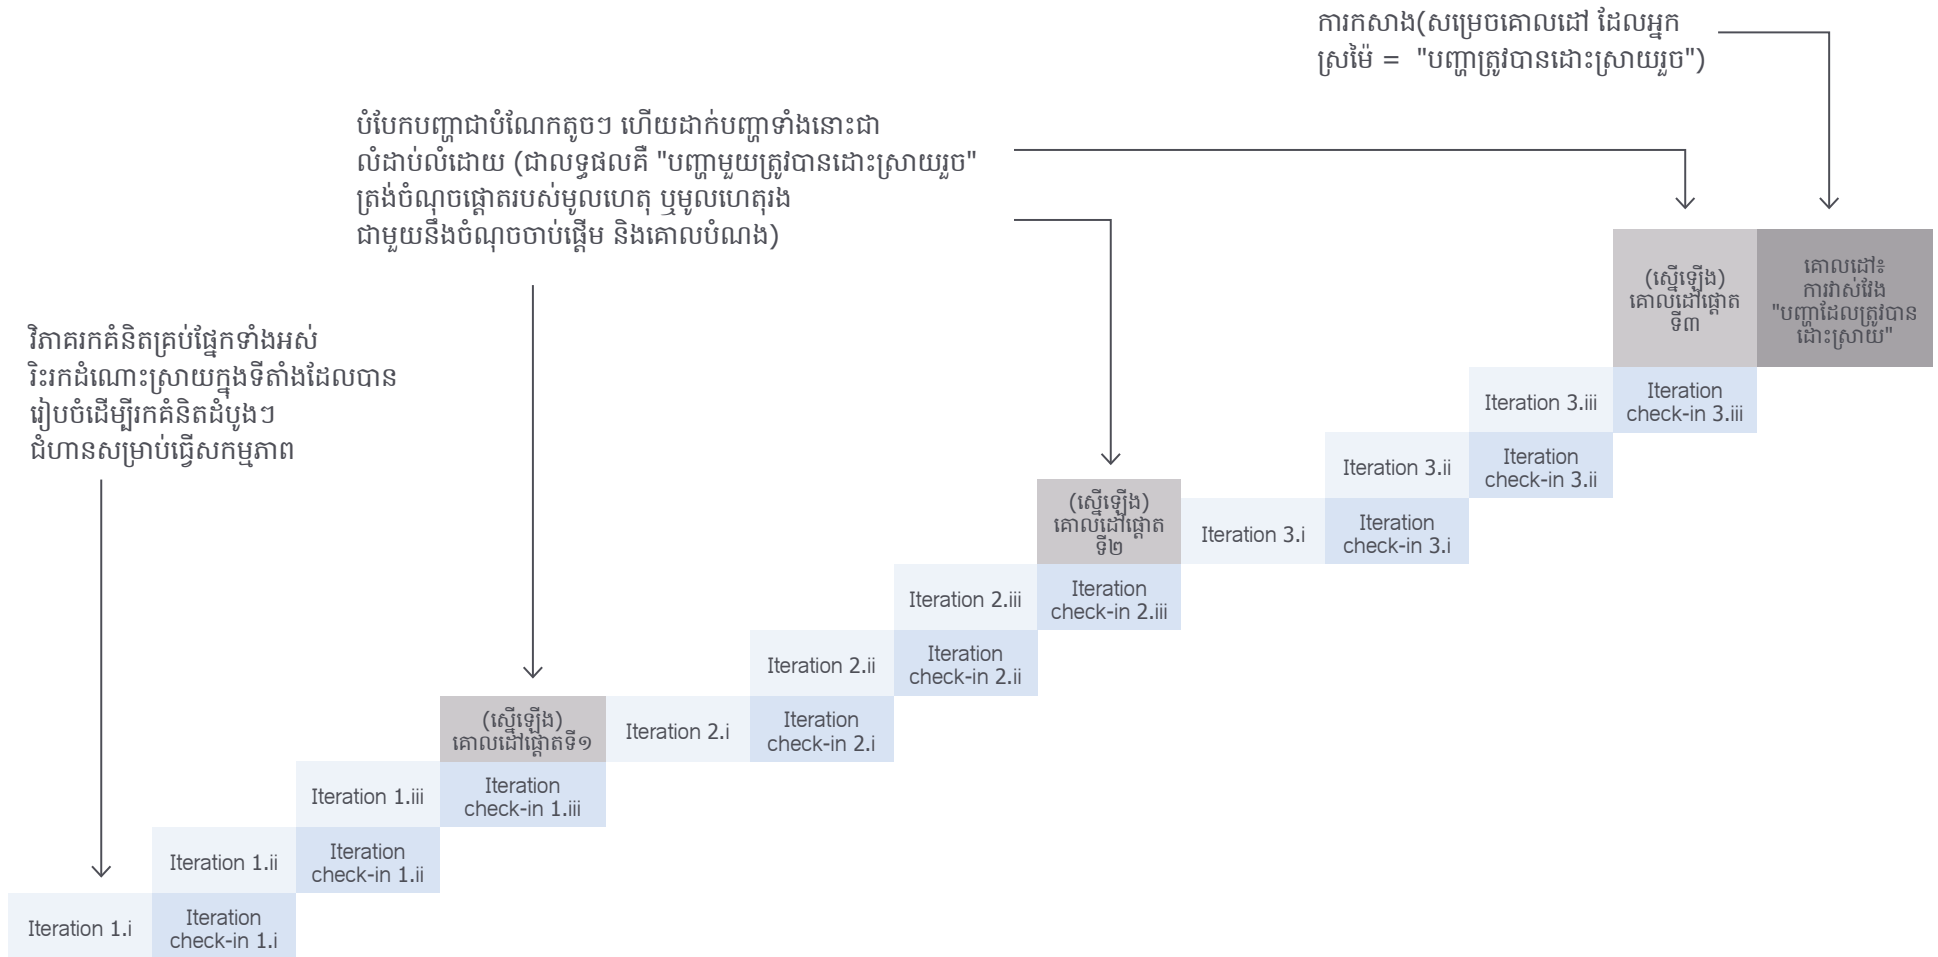 ការកសាង(សម្រេចគោលដៅ ដែលអ្នក
ស្រម៉ៃ = "បញ្ហាត្រូវបានដោះស្រាយរួច")
បំបែកបញ្ហាជាបំណែកតូចៗ ហើយដាក់បញ្ហាទាំងនោះជា
លំដាប់លំដោយ (ជាលទ្ធផលគឺ "បញ្ហាមួយត្រូវបានដោះស្រាយរួច"
ត្រង់ចំណុចផ្តោតរបស់មូលហេតុ ឬមូលហេតុរង
ជាមួយនឹងចំណុចចាប់ផ្តើម និងគោលបំណង)
វិភាគរកគំនិតគ្រប់ផ្នែកទាំងអស់
រិះរកដំណោះស្រាយក្នុងទីតាំងដែលបាន
រៀបចំដើម្បីរកគំនិតដំបូងៗ
ជំហានសម្រាប់ធ្វើសកម្មភាព
(ស្នើឡើង)
គោលដៅផ្តោត
ទី៣
គោលដៅ៖
ការវាស់វែង
"បញ្ហាដែលត្រូវបាន
ដោះស្រាយ"
Iteration 3.iii
Iteration
check-in 3.iii
Iteration 3.ii
Iteration
check-in 3.ii
(ស្នើឡើង)
គោលដៅផ្តោត
ទី២
Iteration 3.i
Iteration
check-in 3.i
Iteration 2.iii
Iteration
check-in 2.iii
Iteration 2.ii
Iteration
check-in 2.ii
(ស្នើឡើង)
គោលដៅផ្តោតទី១
Iteration 2.i
Iteration
check-in 2.i
Iteration 1.iii
Iteration
check-in 1.iii
Iteration 1.ii
Iteration
check-in 1.ii
Iteration 1.i
Iteration
check-in 1.i